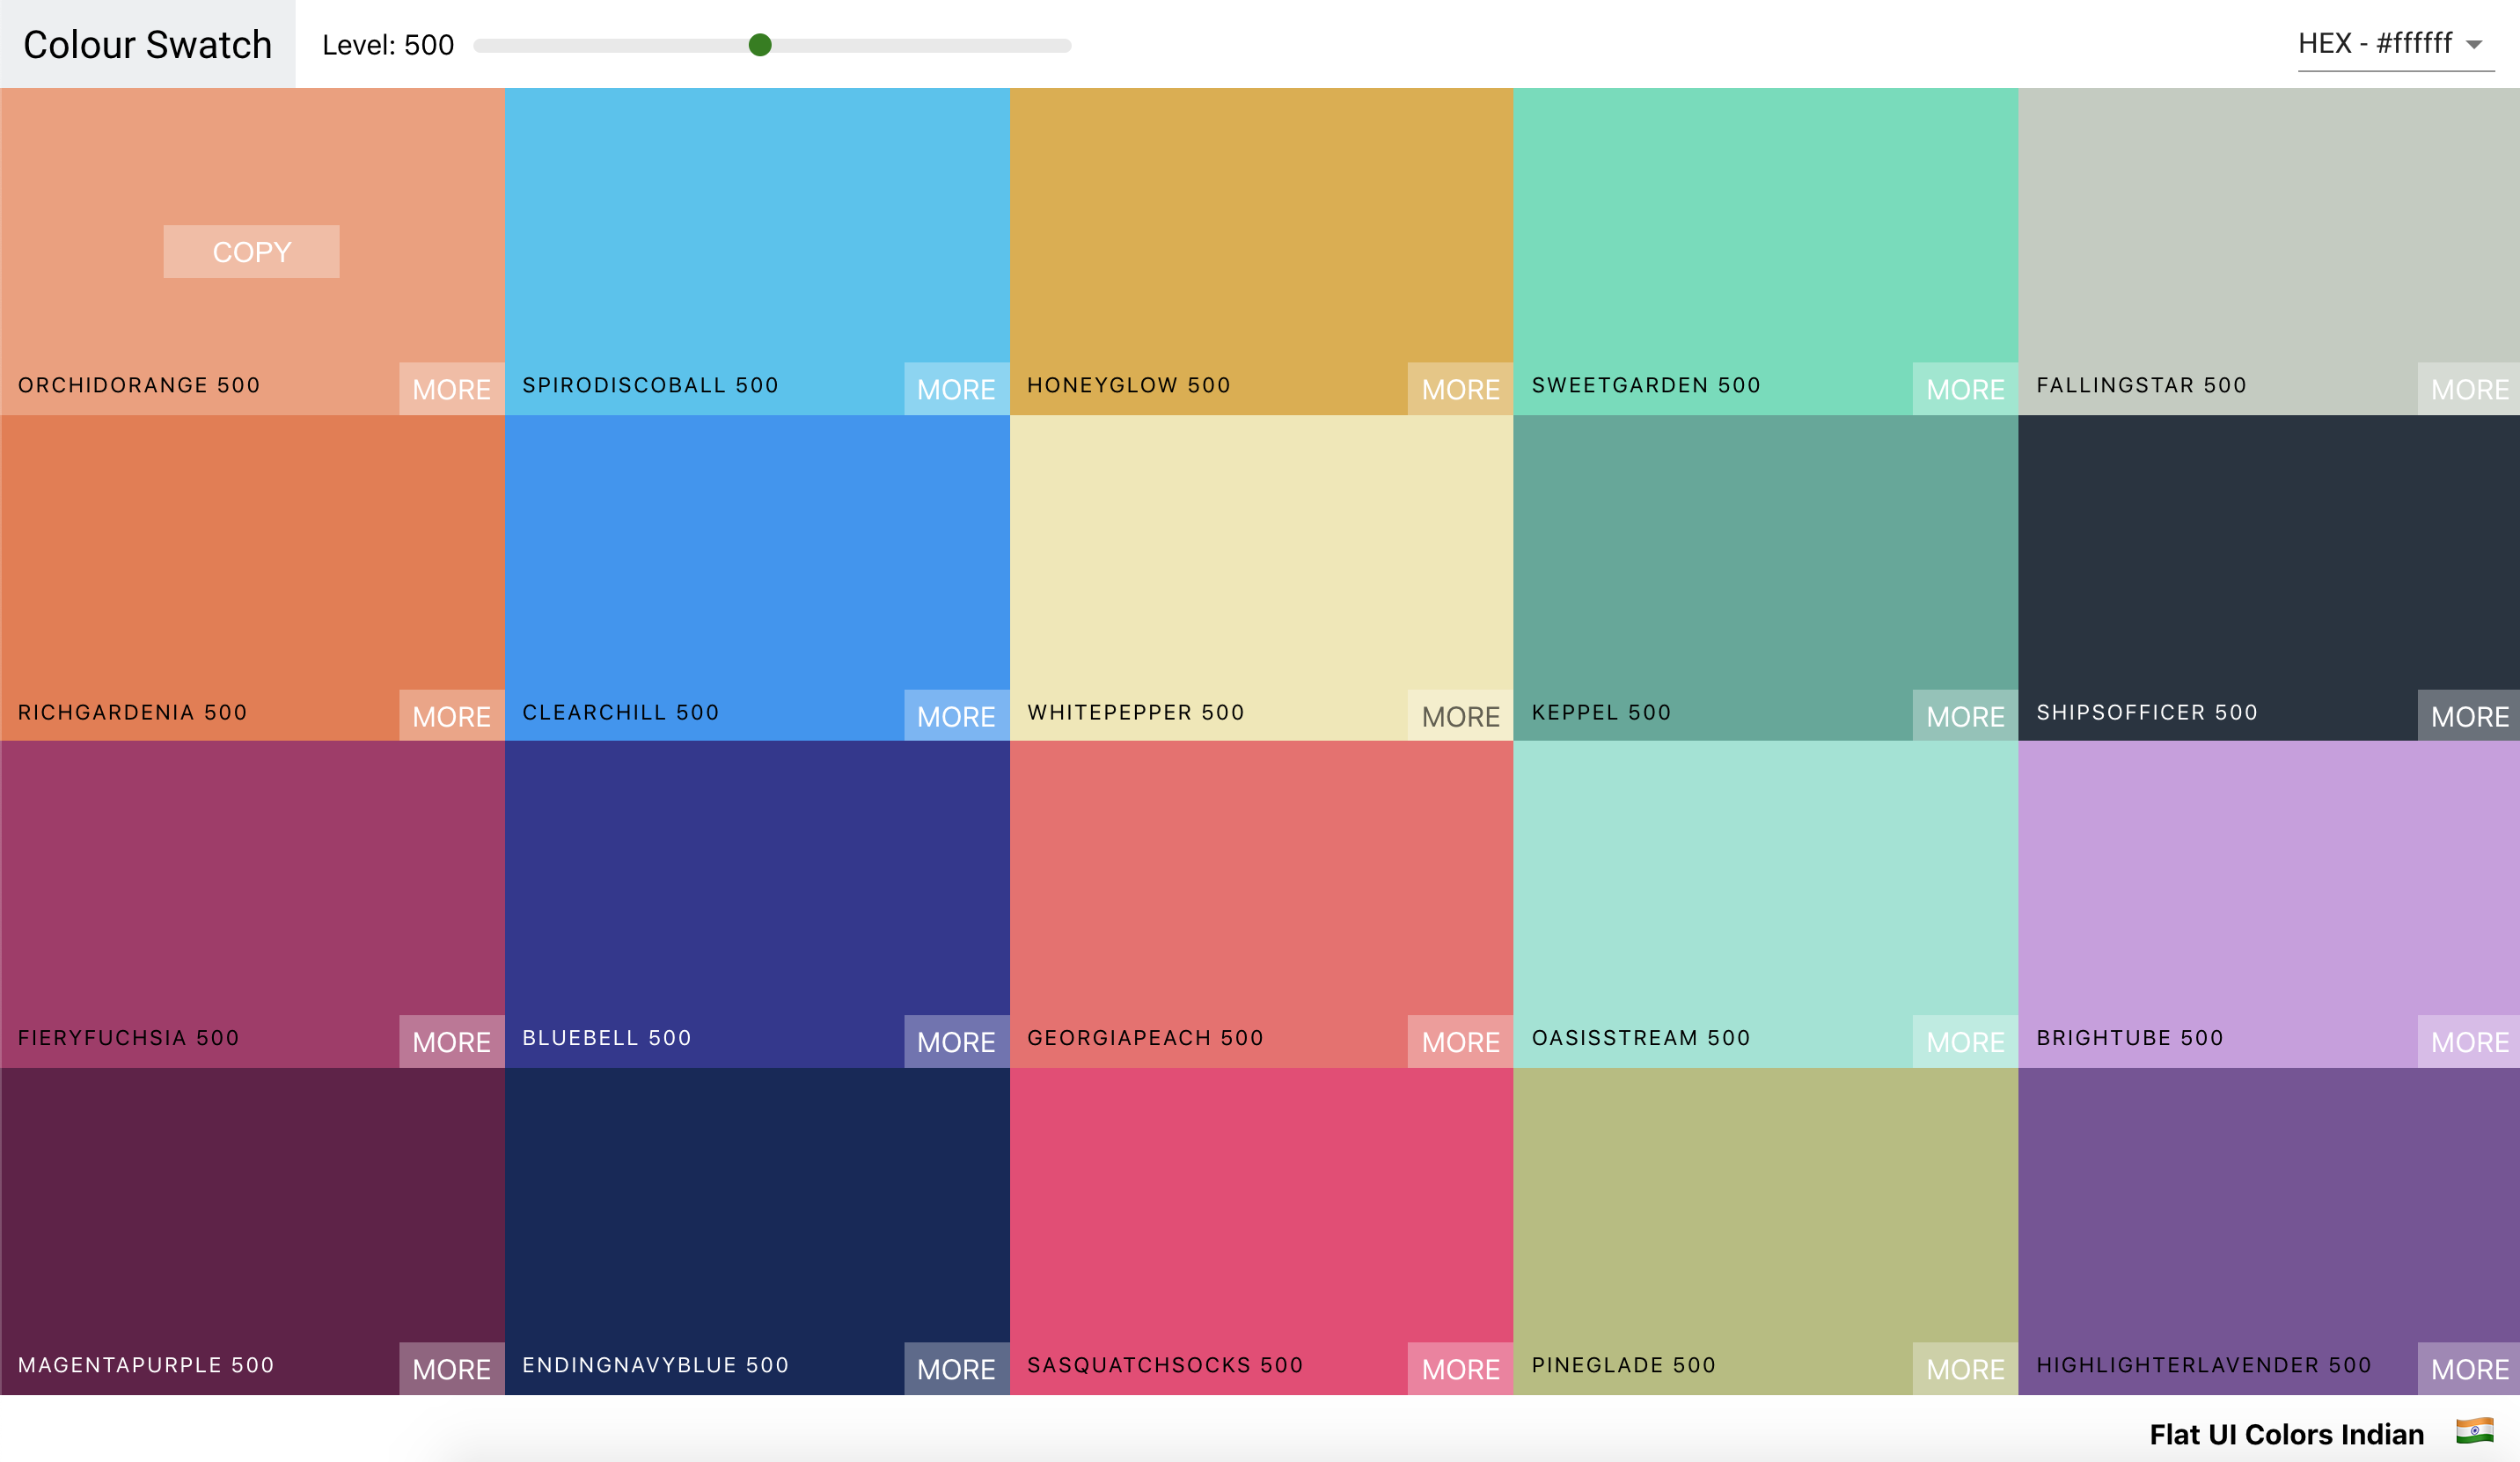 Colour Swatch Level: 500 HEX - #ffffff
COPY
ORCHIDORANGE 500 MORE SPIRODISCOBALL 500 MORE HONEYGLOW 500 MORE SWEETGARDEN 500 MORE FALLINGSTAR 500 MORE
RICHGARDENIA 500 MORE CLEARCHILL 500 MORE WHITEPEPPER 500 MORE KEPPEL 500 MORE SHIPSOFFICER 500 MORE
FIERYFUCHSIA 500 MORE BLUEBELL 500 MORE GEORGIAPEACH 500 MORE OASISSTREAM 500 MORE BRIGHTUBE 500 MORE
MAGENTAPURPLE 500 MORE ENDINGNAVYBLUE 500 MORE SASQUATCHSOCKS 500 MORE PINEGLADE 500 MORE HIGHLIGHTERLAVENDER 500 MORE
Flat UI Colors Indian